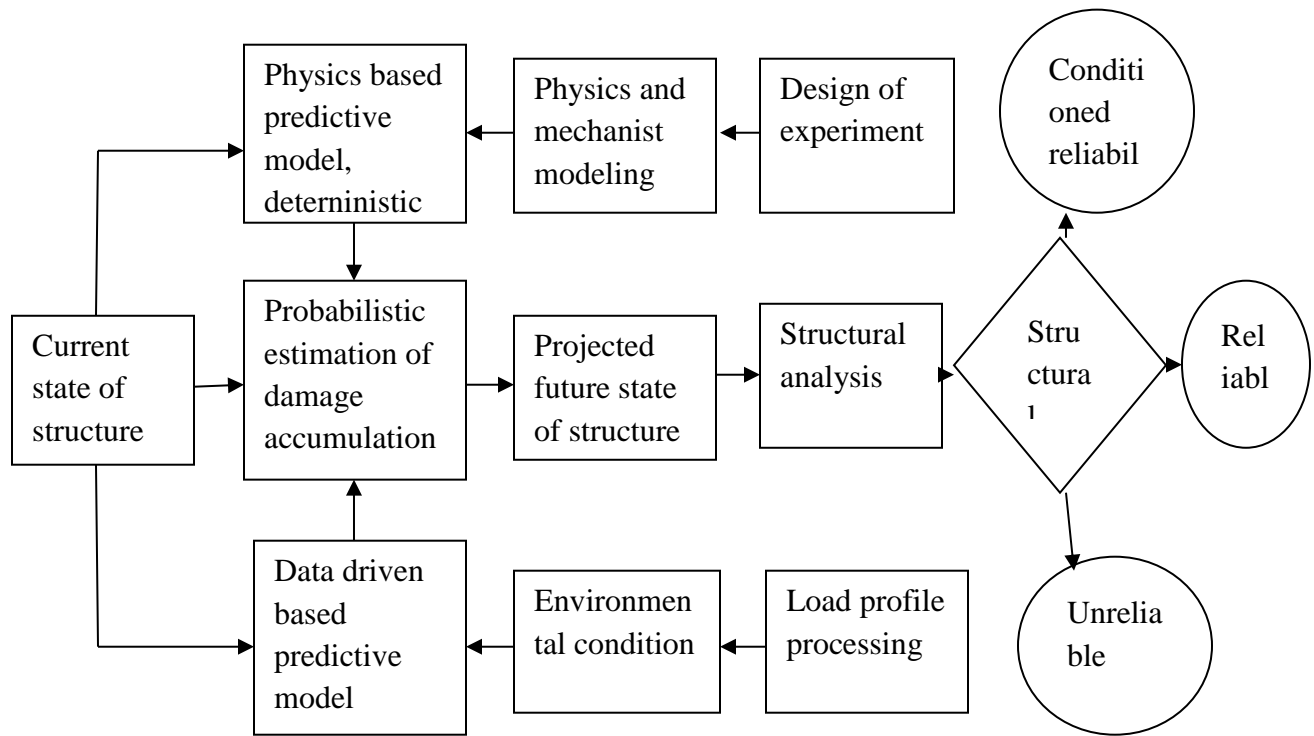 Physics based
predictive
model,
deterninistic
Physics and
mechanist
modeling
Design of
experiment
Conditi
oned
reliabil
Current
state of
structure
Probabilistic
estimation of
damage
accumulation
Projected
future state
of structure
Structural
analysis
Stru
ctura
Rel
iabl
Data driven
based
predictive
model
Environmen
tal condition
Load profile
processing
Unrelia
ble